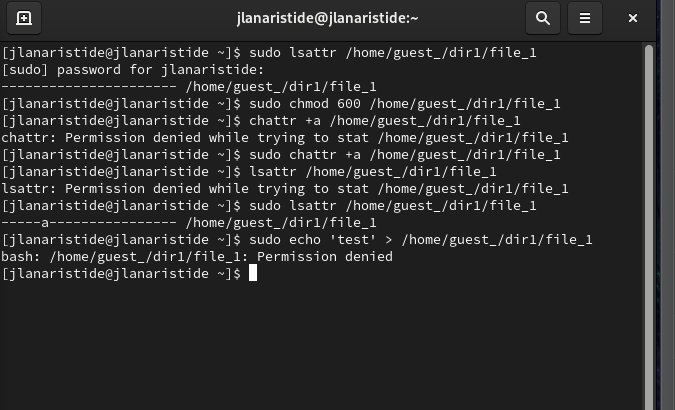 jlanaristide@jlanaristide:~
[jlanaristide@jlanaristide ~]$ sudo lsattr /home/guest_/dir1/file_1
[sudo] password for jlanaristide:
---------------------- /home/guest_/dir1/file_1
[jlanaristide@jlanaristide ~]$ sudo chmod 600 /home/guest_/dir1/file_1
[jlanaristide@jlanaristide ~]$ chattr +a /home/guest_/dir1/file_1
chattr: Permission denied while trying to stat /home/guest_/dir1/file_1
[jlanaristide@jlanaristide ~]$ sudo chattr +a /home/guest_/dir1/file_1
[jlanaristide@jlanaristide ~]$ lsattr /home/guest_/dir1/file_1
lsattr: Permission denied while trying to stat /home/guest_/dir1/file_1
[jlanaristide@jlanaristide ~]$ sudo lsattr /home/guest_/dir1/file_1
-----a---------------- /home/guest_/dir1/file_1
[jlanaristide@jlanaristide ~]$ sudo echo 'test' > /home/guest_/dir1/file_1
bash: /home/guest_/dir1/file_1: Permission denied
[jlanaristide@jlanaristide ~]$